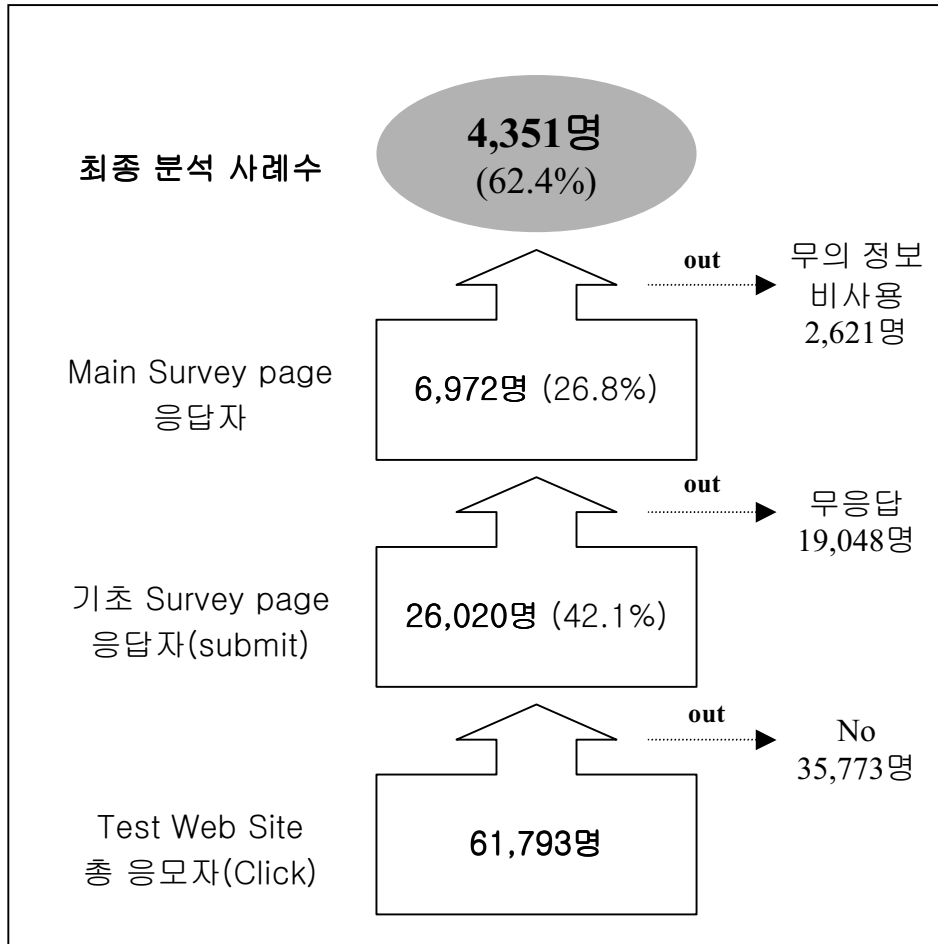 4,351명
(62.4%)
최종 분석 사례수
out
무의 정보
비사용
2,621명
Main Survey page
응답자
6,972명 (26.8%)
out
무응답
19,048명
기초 Survey page
응답자(submit)
26,020명 (42.1%)
out
No
35,773명
Test Web Site
총 응모자(Click)
61,793명